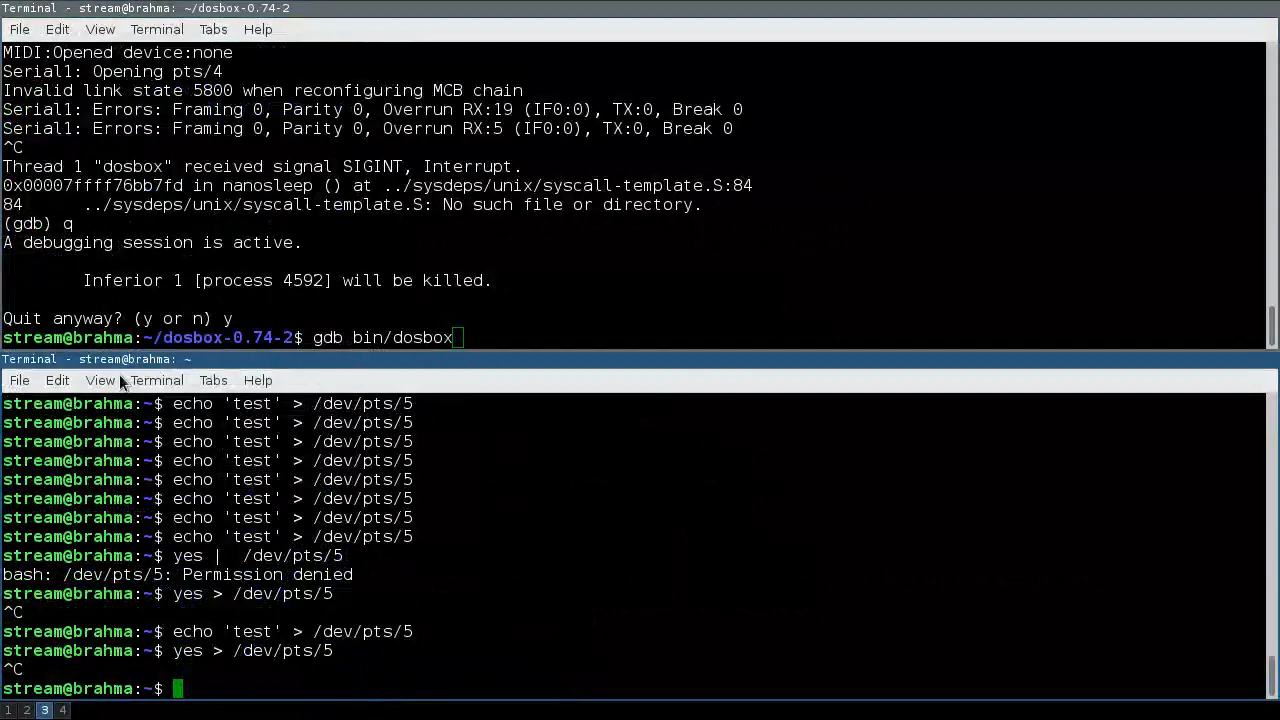 Terminal - stream@brahma: ~/dosbox-0.74-2
File Edit View Terminal Tabs Help
MIDI:Opened device:none
Serial1: Opening pts/4
Invalid link state 5800 when reconfiguring MCB chain
Serial1: Errors: Framing 0, Parity 0, Overrun RX:19 (IF0:0), TX:0, Break 0
Serial1: Errors: Framing 0, Parity 0, Overrun RX:5 (IF0:0), TX:0, Break 0
^C
Thread 1 "dosbox" received signal SIGINT, Interrupt.
0x00007ffff76bb7fd in nanosleep () at ../sysdeps/unix/syscall-template.S:84
84      ../sysdeps/unix/syscall-template.S: No such file or directory.
(gdb) q
A debugging session is active.
        Inferior 1 [process 4592] will be killed.
Quit anyway? (y or n) y
stream@brahma:~/dosbox-0.74-2$ gdb bin/dosbox
Terminal - stream@brahma: ~
File Edit View Terminal Tabs Help
stream@brahma:~$ echo 'test' > /dev/pts/5
stream@brahma:~$ echo 'test' > /dev/pts/5
stream@brahma:~$ echo 'test' > /dev/pts/5
stream@brahma:~$ echo 'test' > /dev/pts/5
stream@brahma:~$ echo 'test' > /dev/pts/5
stream@brahma:~$ echo 'test' > /dev/pts/5
stream@brahma:~$ echo 'test' > /dev/pts/5
stream@brahma:~$ echo 'test' > /dev/pts/5
stream@brahma:~$ yes |  /dev/pts/5
bash: /dev/pts/5: Permission denied
stream@brahma:~$ yes > /dev/pts/5
^C
stream@brahma:~$ echo 'test' > /dev/pts/5
stream@brahma:~$ yes > /dev/pts/5
^C
stream@brahma:~$
1 2 3 4